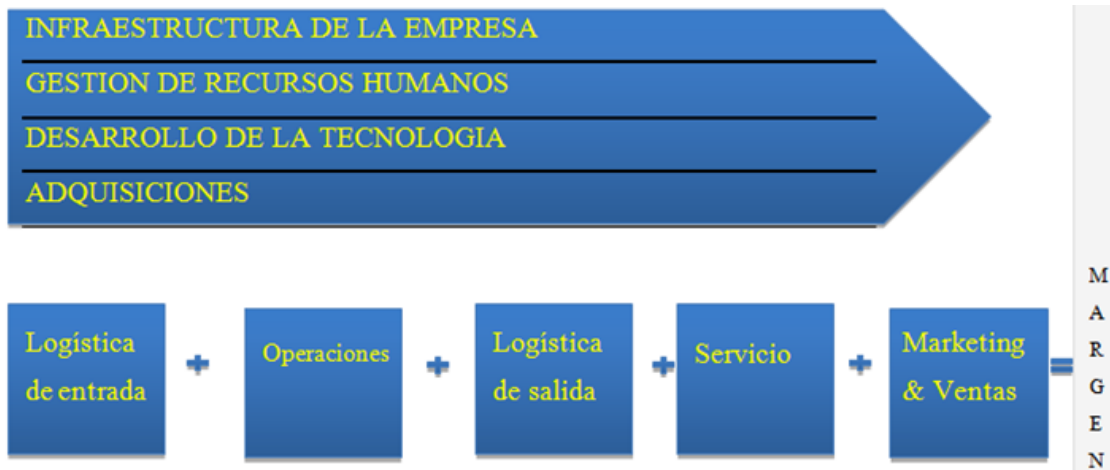 INFRAESTRUCTURA DE LA EMPRESA
GESTION DE RECURSOS HUMANOS
DESARROLLO DE LA TECNOLOGIA
ADQUISICIONES
Logística
de entrada
+
Operaciones
+
Logística
de salida
+
Servicio
+
Marketing
& Ventas
=
M
A
R
G
E
N